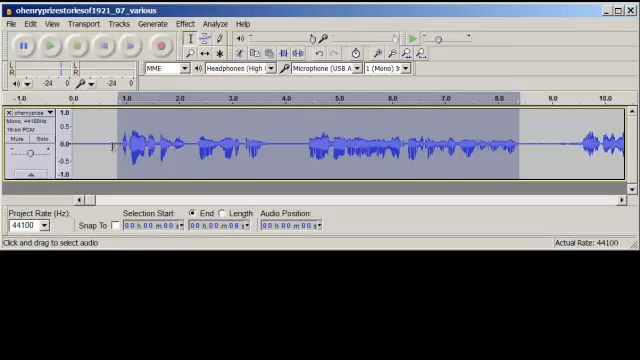 ohenryprizestoriesof1921_07_various
File Edit View Transport Tracks Generate Effect Analyze Help
L
R
-24 0
L
R
-24 0
MME Headphones (High Microphone (USB A 1 (Mono) In
-1.0 0.0 1.0 2.0 3.0 4.0 5.0 6.0 7.0 8.0 9.0 10.0
ohenryprize
Mono, 44100Hz
16-bit PCM
Mute Solo
1.0
0.5
0.0
-0.5
-1.0
Project Rate (Hz): Selection Start: End Length Audio Position:
44100 Snap To 00 h 00 m 00 s 00 h 00 m 08 s 00 h 00 m 00 s
Click and drag to select audio Actual Rate: 44100